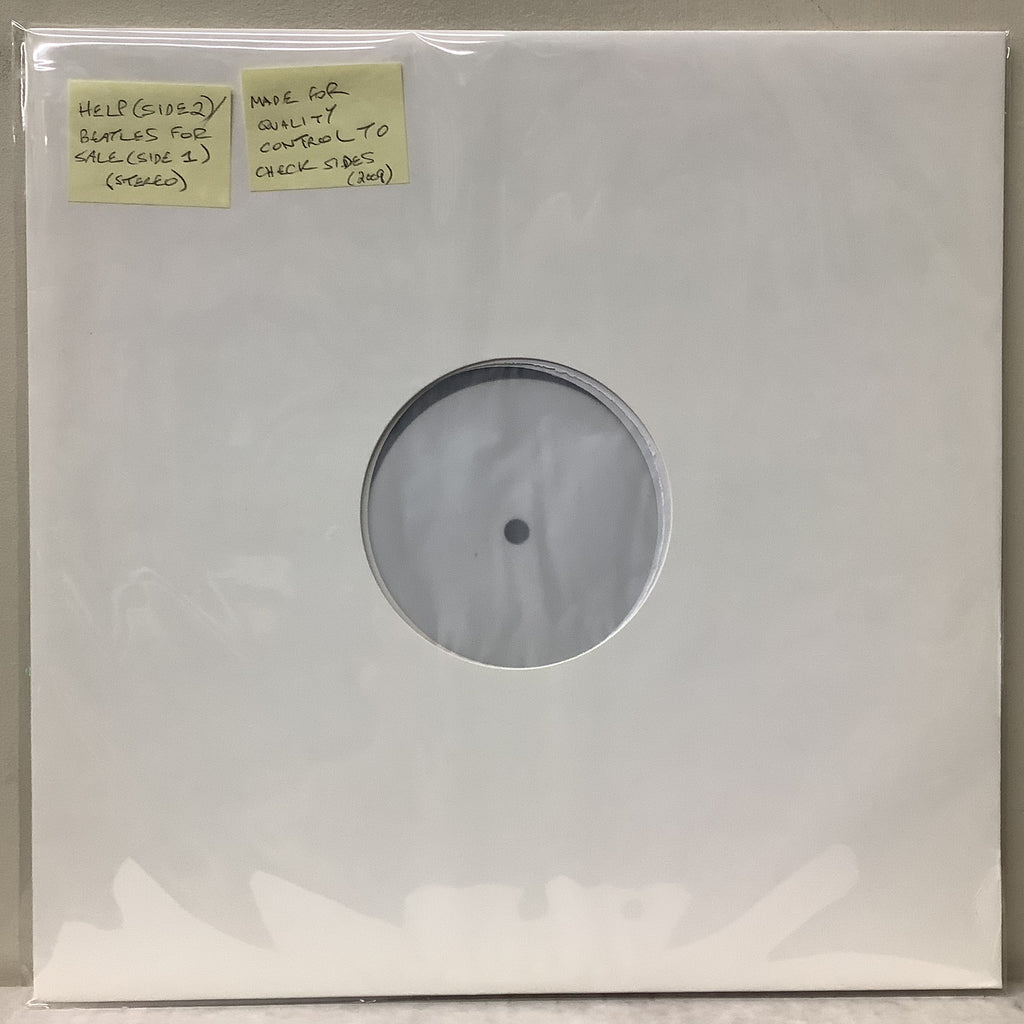 HELP (SIDE 2)/
BEATLES FOR
SALE (SIDE 1)
(STEREO)
MADE FOR
QUALITY
CONTROL TO
CHECK SIDES
(2009)